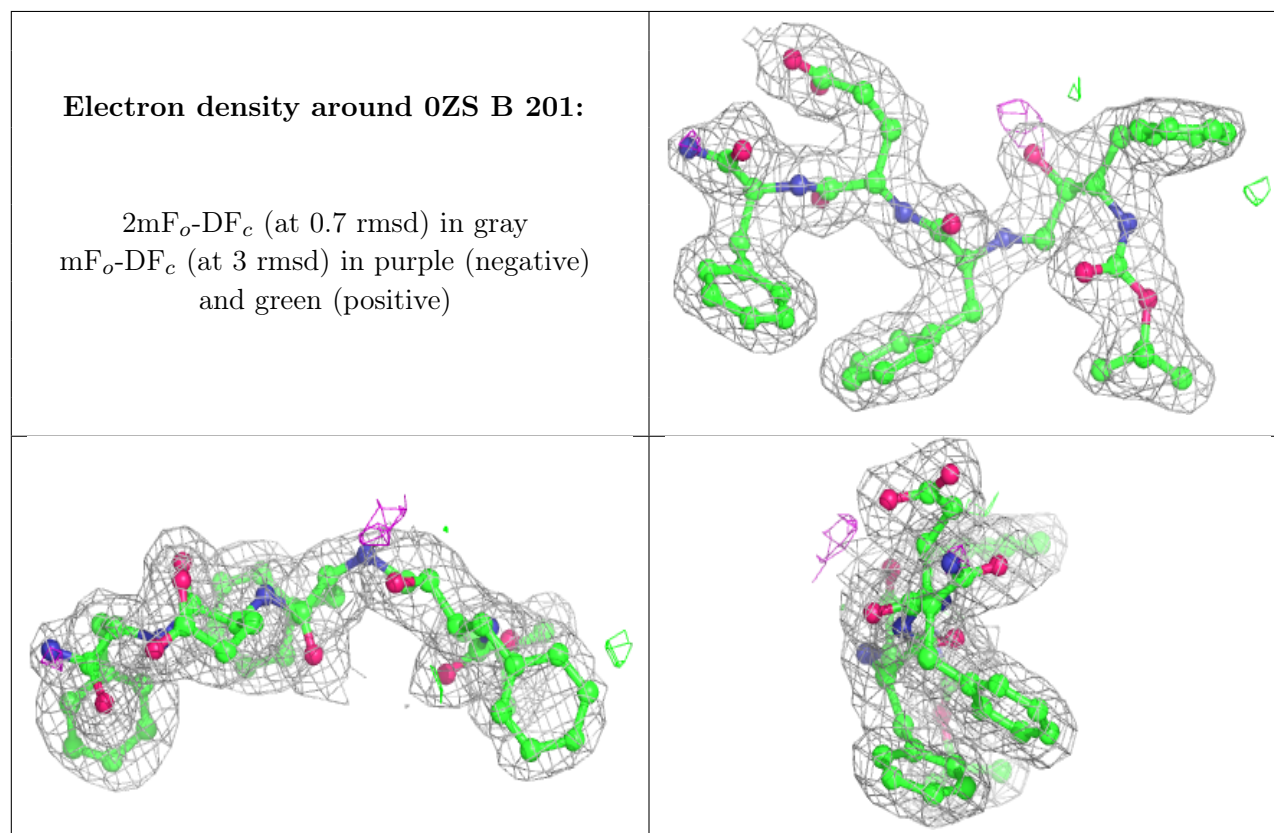 Electron density around 0ZS B 201:
2mFo-DFc (at 0.7 rmsd) in gray
mFo-DFc (at 3 rmsd) in purple (negative)
and green (positive)